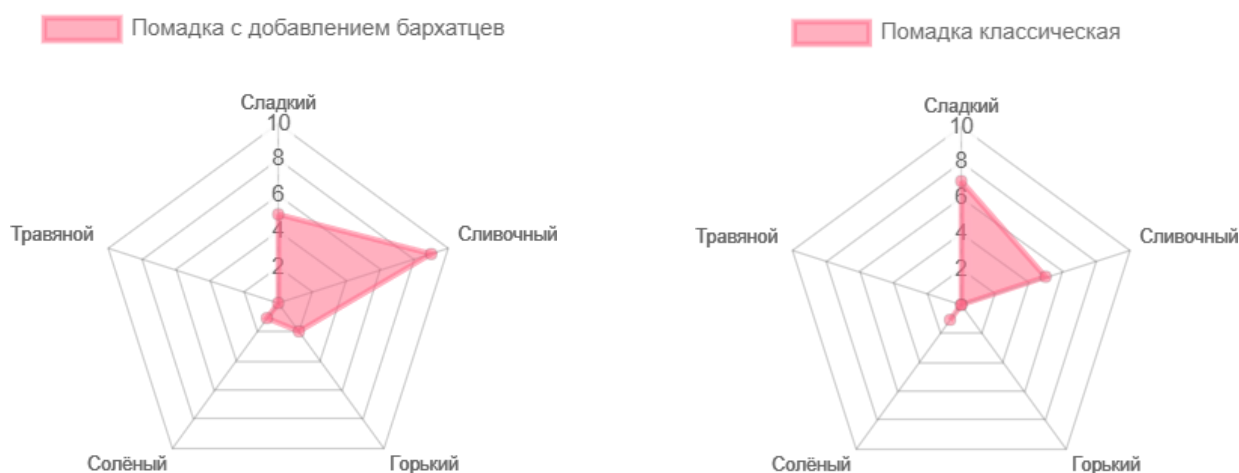 Помадка с добавлением бархатцев
Сладкий
10
8
6
4
2
Травяной
Сливочный
Солёный
Горький
Помадка классическая
Сладкий
10
8
6
4
2
Травяной
Сливочный
Солёный
Горький